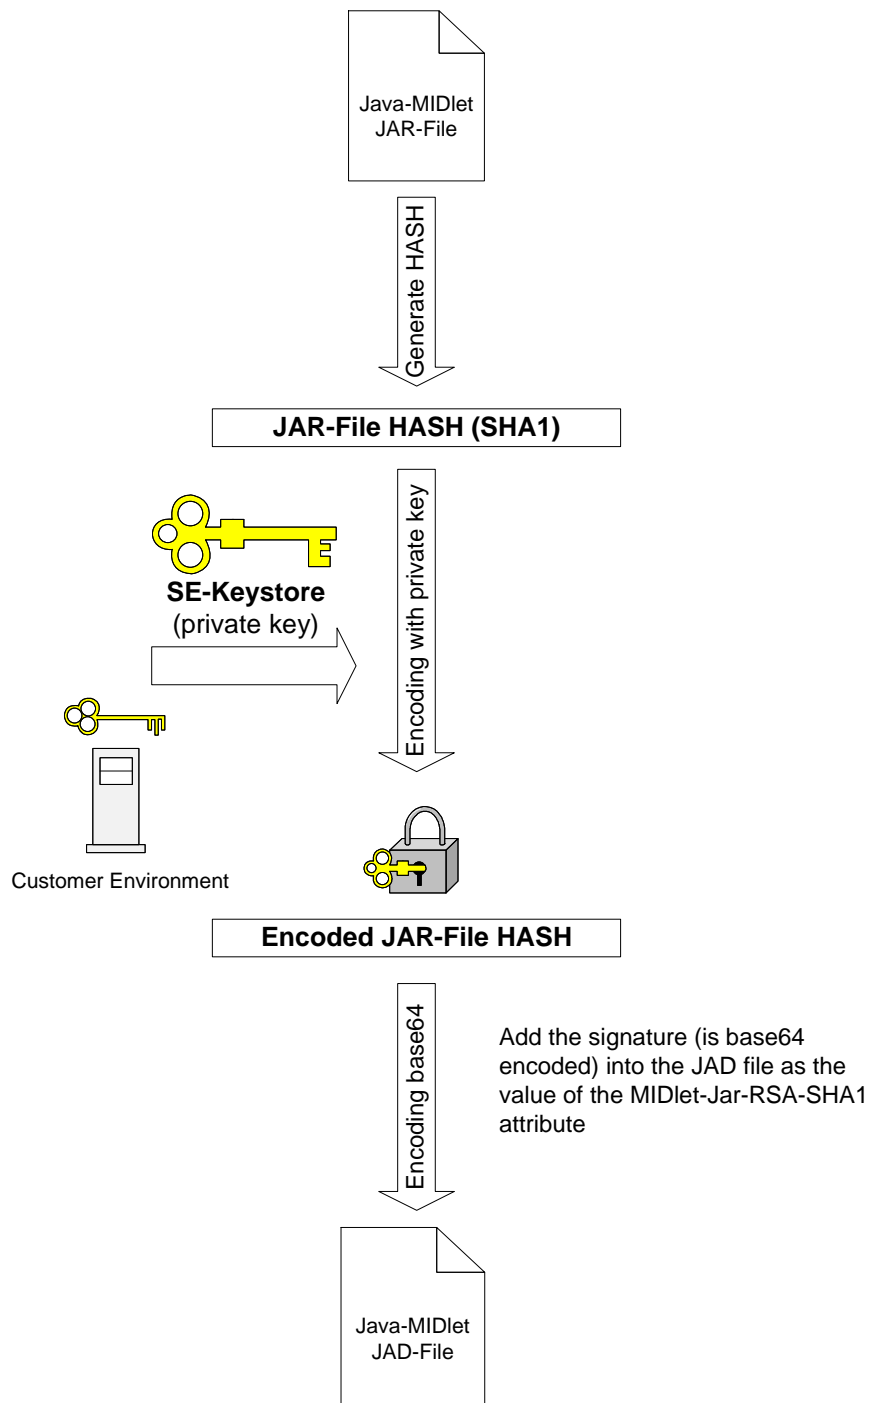 Java-MIDlet
JAR-File
Generate HASH
JAR-File HASH (SHA1)
Encoding with private key
SE-Keystore
(private key)
Customer Environment
Encoded JAR-File HASH
Encoding base64
Add the signature (is base64
encoded) into the JAD file as the
value of the MIDlet-Jar-RSA-SHA1
attribute
Java-MIDlet
JAD-File